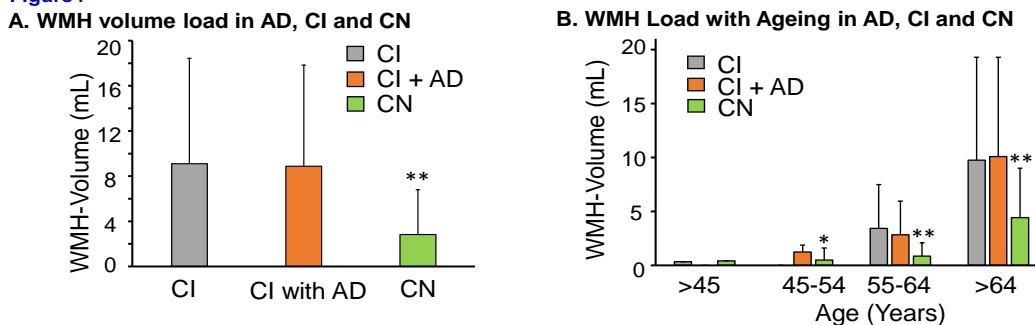 A. WMH volume load in AD, CI and CN
WMH-Volume (mL)
20
16
12
8
4
0
CI
CI + AD
CN
**
CI
CI with AD
CN
B. WMH Load with Ageing in AD, CI and CN
WMH-Volume (mL)
20
15
10
5
0
CI
CI + AD
CN
*
**
**
>45
45-54
55-64
>64
Age (Years)